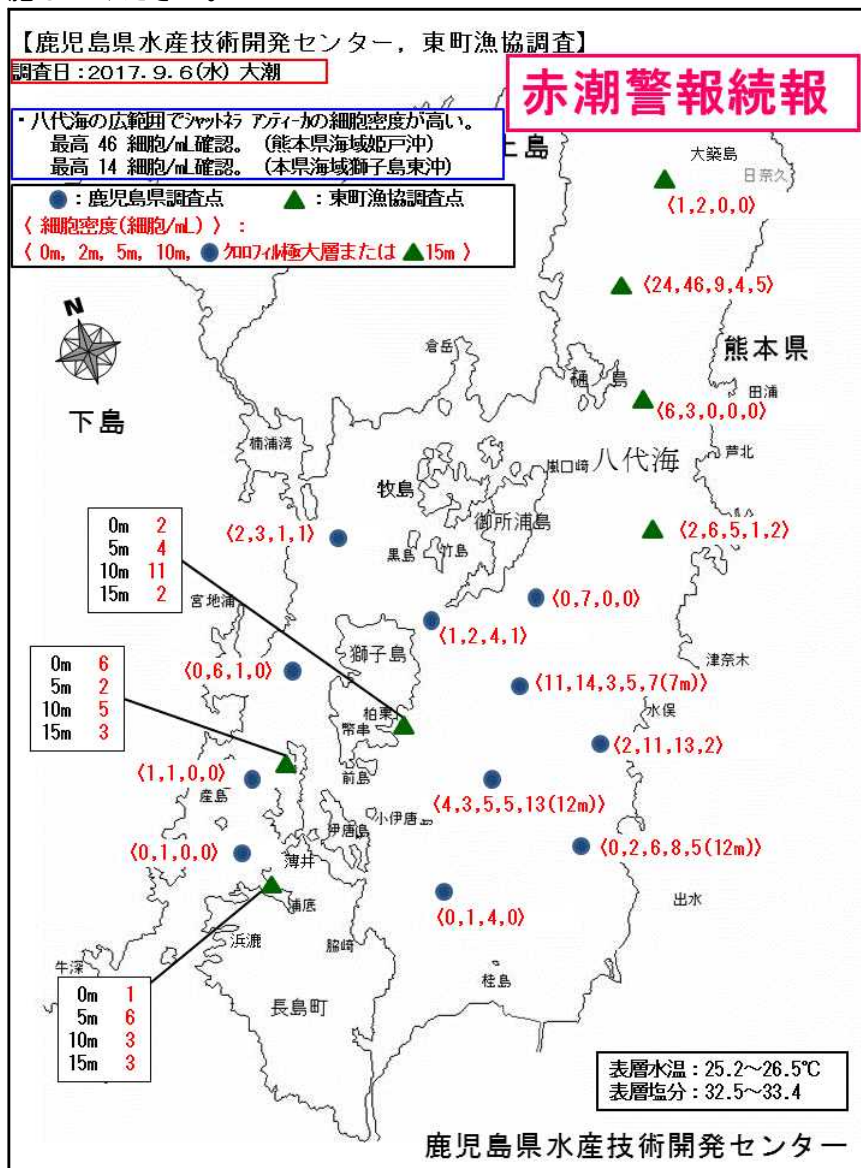 【鹿児島県水産技術開発センター，東町漁協調査】
調査日：2017.9.6(水) 大潮
赤潮警報続報
・八代海の広範囲でシャットネラ アンティーカの細胞密度が高い。
最高 46 細胞/mL確認。 (熊本県海域姫戸沖)
最高 14 細胞/mL確認。 (本県海域獅子島東沖)
●：鹿児島県調査点 ▲：東町漁協調査点
〈 細胞密度(細胞/mL) 〉：
〈 0m, 2m, 5m, 10m, ●クロロフィル極大層または ▲15m 〉
上島
大築島
日奈久
〈1,2,0,0〉
〈24,46,9,4,5〉
N
倉岳
樋ノ島
熊本県
田浦
下島
〈6,3,0,0,0〉
楠浦湾
嵐口崎
八代海
芦北
牧島
御所浦島
〈2,3,1,1〉
黒島
竹島
〈2,6,5,1,2〉
0m 2
5m 4
10m 11
15m 2
宮地浦
〈0,7,0,0〉
〈1,2,4,1〉
獅子島
津奈木
0m 6
5m 2
10m 5
15m 3
〈0,6,1,0〉
〈11,14,3,5,7(7m)〉
柏栗
幣串
水俣
〈2,11,13,2〉
前島
〈1,1,0,0〉
産島
〈4,3,5,5,13(12m)〉
小伊唐島
伊唐島
〈0,1,0,0〉
薄井
〈0,2,6,8,5(12m)〉
浦底
〈0,1,4,0〉
出水
浜漉
脇崎
牛深
桂島
長島町
0m 1
5m 6
10m 3
15m 3
表層水温：25.2～26.5℃
表層塩分：32.5～33.4
鹿児島県水産技術開発センター